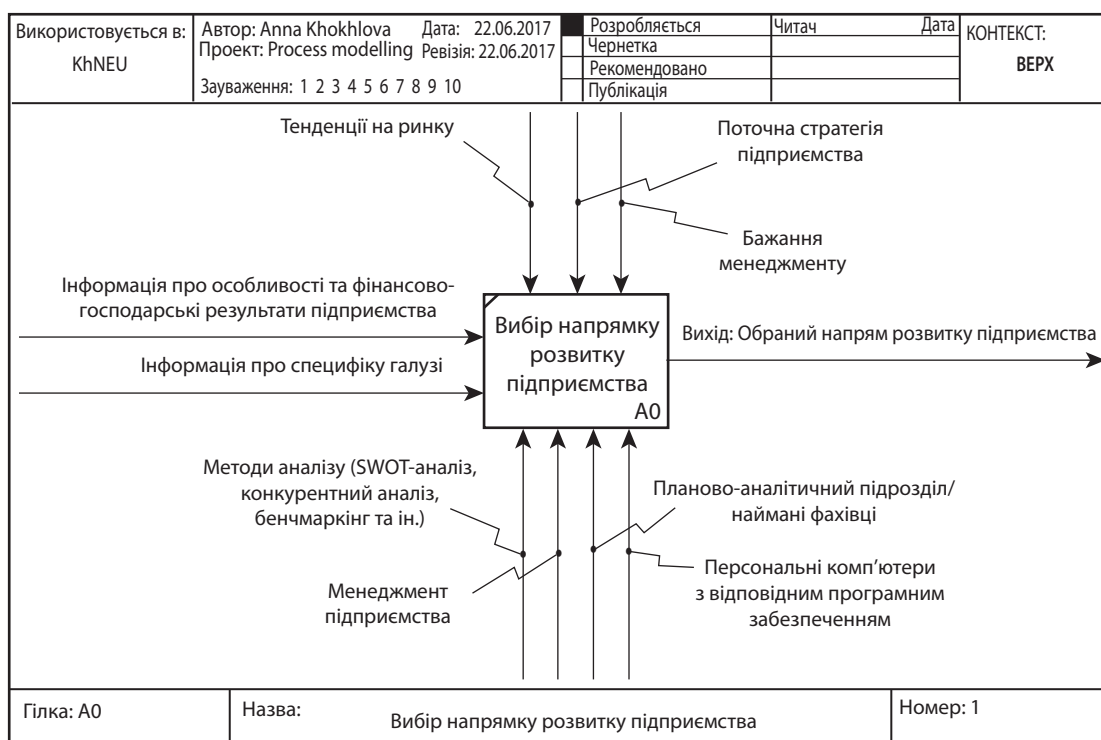 Використовується в:
KhNEU
Автор: Anna Khokhlova Дата: 22.06.2017
Проект: Process modelling Ревізія: 22.06.2017
Зауваження: 1 2 3 4 5 6 7 8 9 10
Розробляється
Чернетка
Рекомендовано
Публікація
Читач Дата
КОНТЕКСТ:
ВЕРХ
Тенденції на ринку
Поточна стратегія
підприємства
Бажання
менеджменту
Інформація про особливості та фінансово-
господарські результати підприємства
Інформація про специфіку галузі
Вибір напрямку
розвитку
підприємства
A0
Вихід: Обраний напрям розвитку підприємства
Методи аналізу (SWOT-аналіз,
конкурентний аналіз,
бенчмаркінг та ін.)
Менеджмент
підприємства
Планово-аналітичний підрозділ/
наймані фахівці
Персональні комп’ютери
з відповідним програмним
забезпеченням
Гілка: A0
Назва:
Вибір напрямку розвитку підприємства
Номер: 1